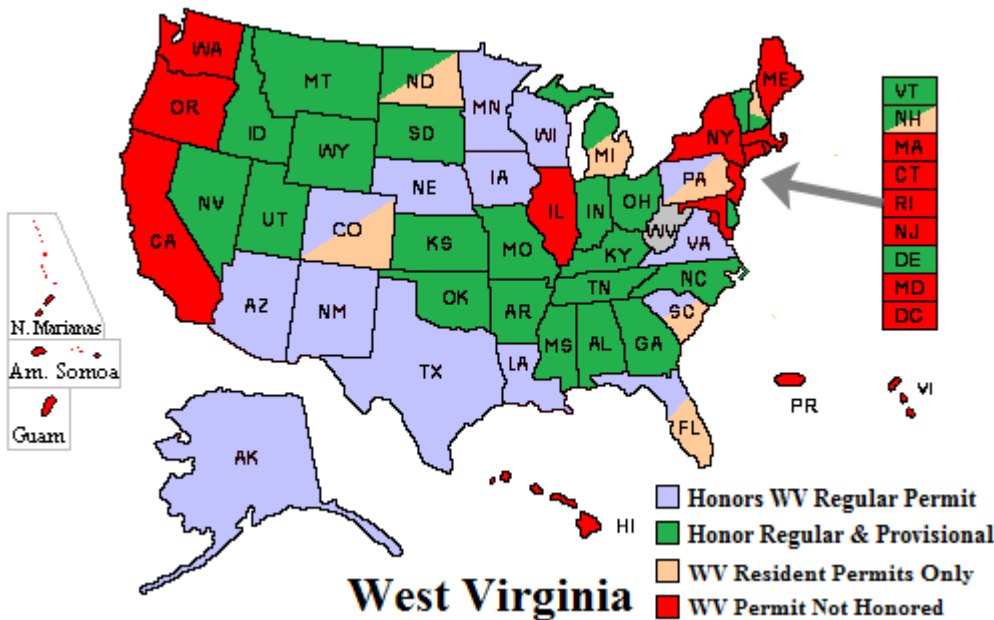 WA
MT
ND
MN
ME
OR
ID
SD
WI
NY
VT
NH
MA
CT
RI
NJ
DE
MD
DC
WY
MI
NE
IA
PA
NV
UT
CO
IL
IN
OH
WV
VA
CA
KS
MO
KY
NC
AZ
NM
OK
AR
TN
SC
MS
AL
GA
TX
LA
FL
N. Marianas
Am. Somoa
Guam
AK
HI
PR
VI
Honors WV Regular Permit
Honor Regular & Provisional
WV Resident Permits Only
WV Permit Not Honored
West Virginia